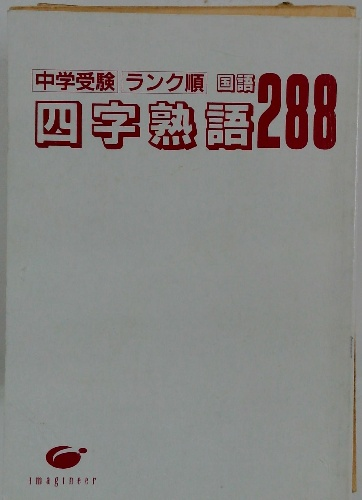 中学受験 ランク順 国語
四字熟語288
imagineer